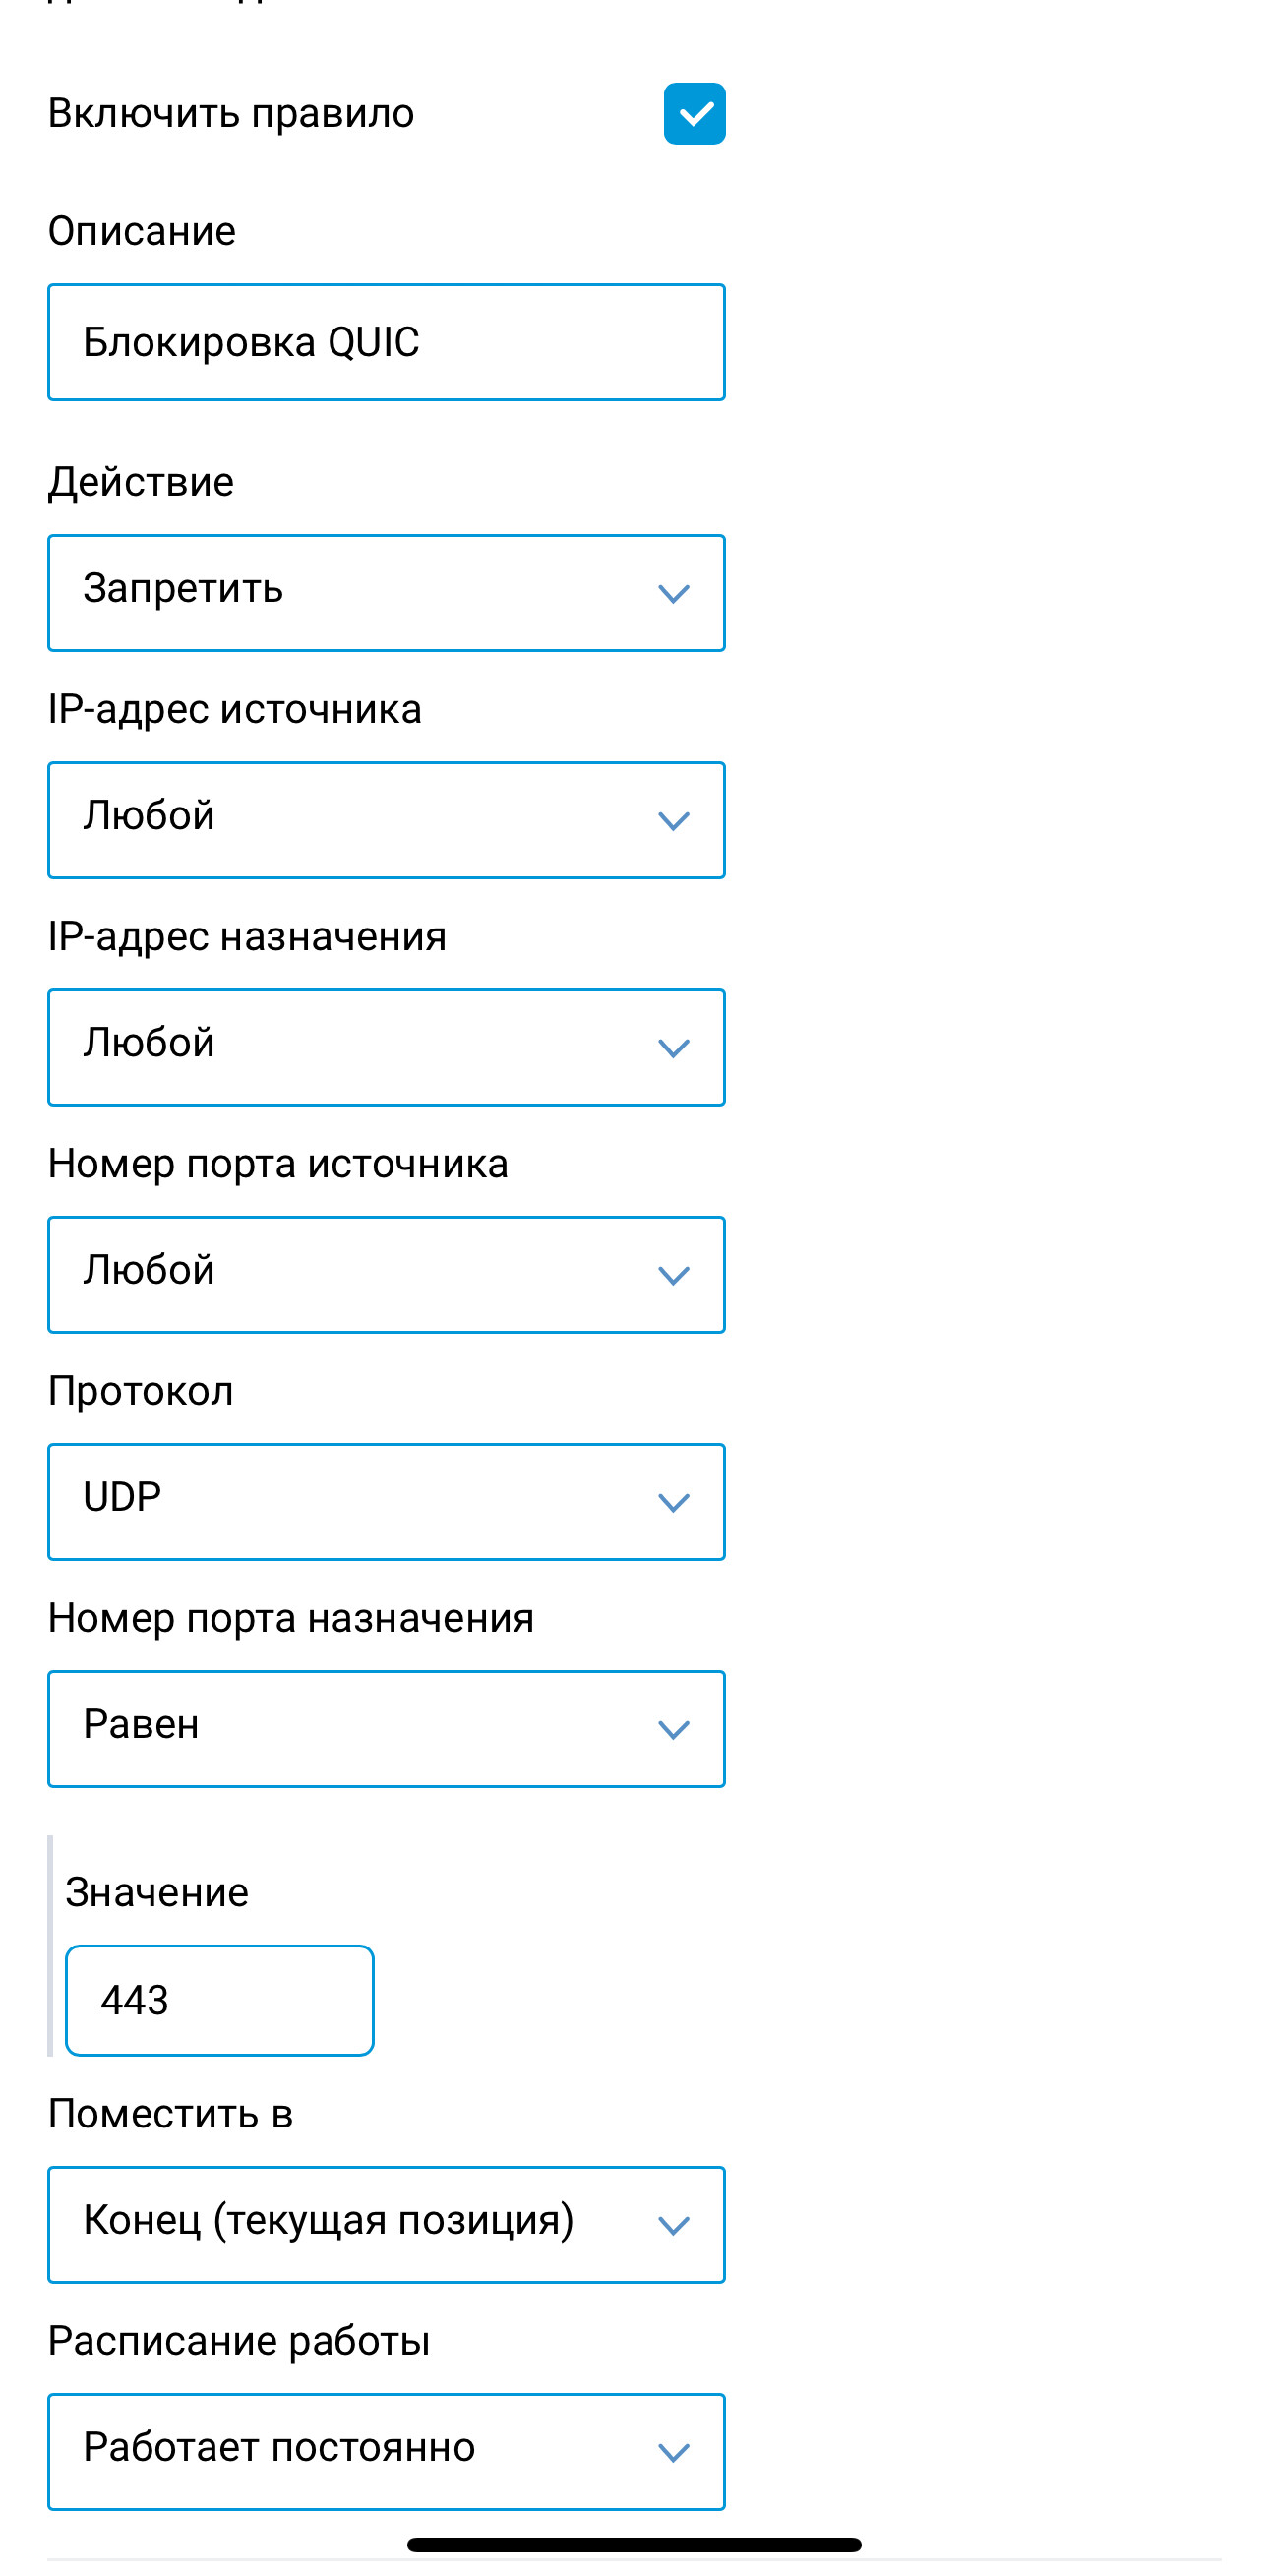 Включить правило
Описание
Блокировка QUIC
Действие
Запретить
IP-адрес источника
Любой
IP-адрес назначения
Любой
Номер порта источника
Любой
Протокол
UDP
Номер порта назначения
Равен
Значение
443
Поместить в
Конец (текущая позиция)
Расписание работы
Работает постоянно